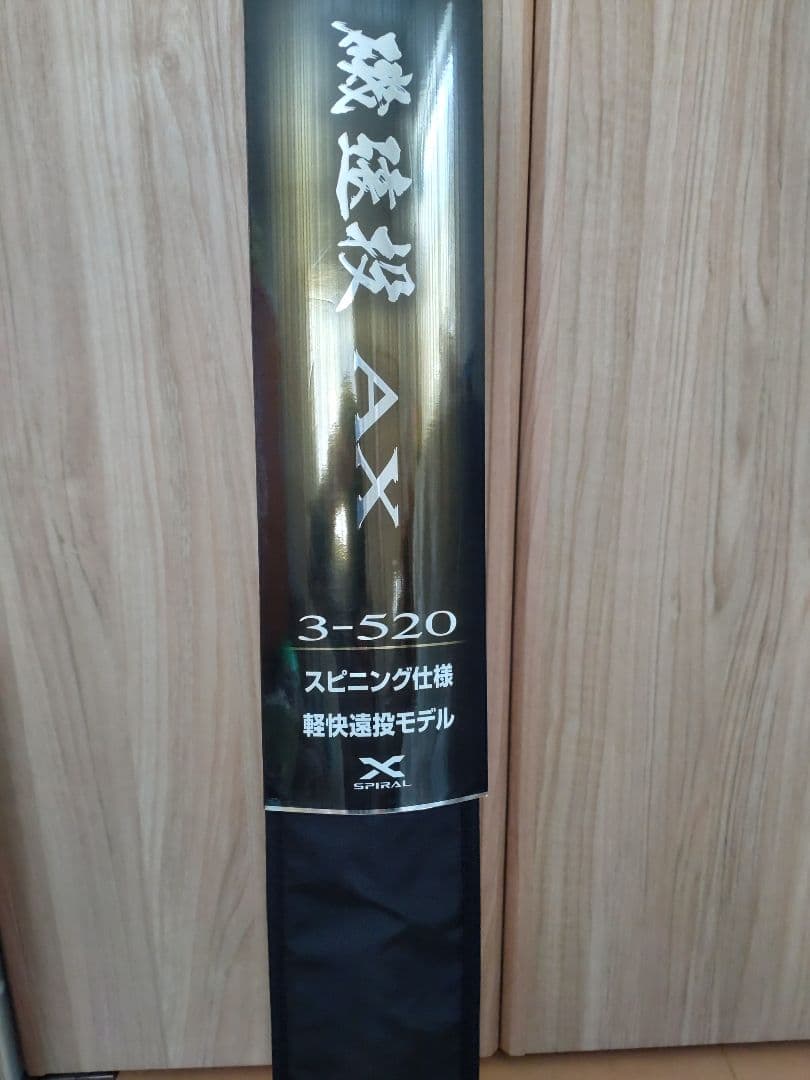 磯遠投 AX
3-520
スピニング仕様
軽快遠投モデル
X
SPIRAL